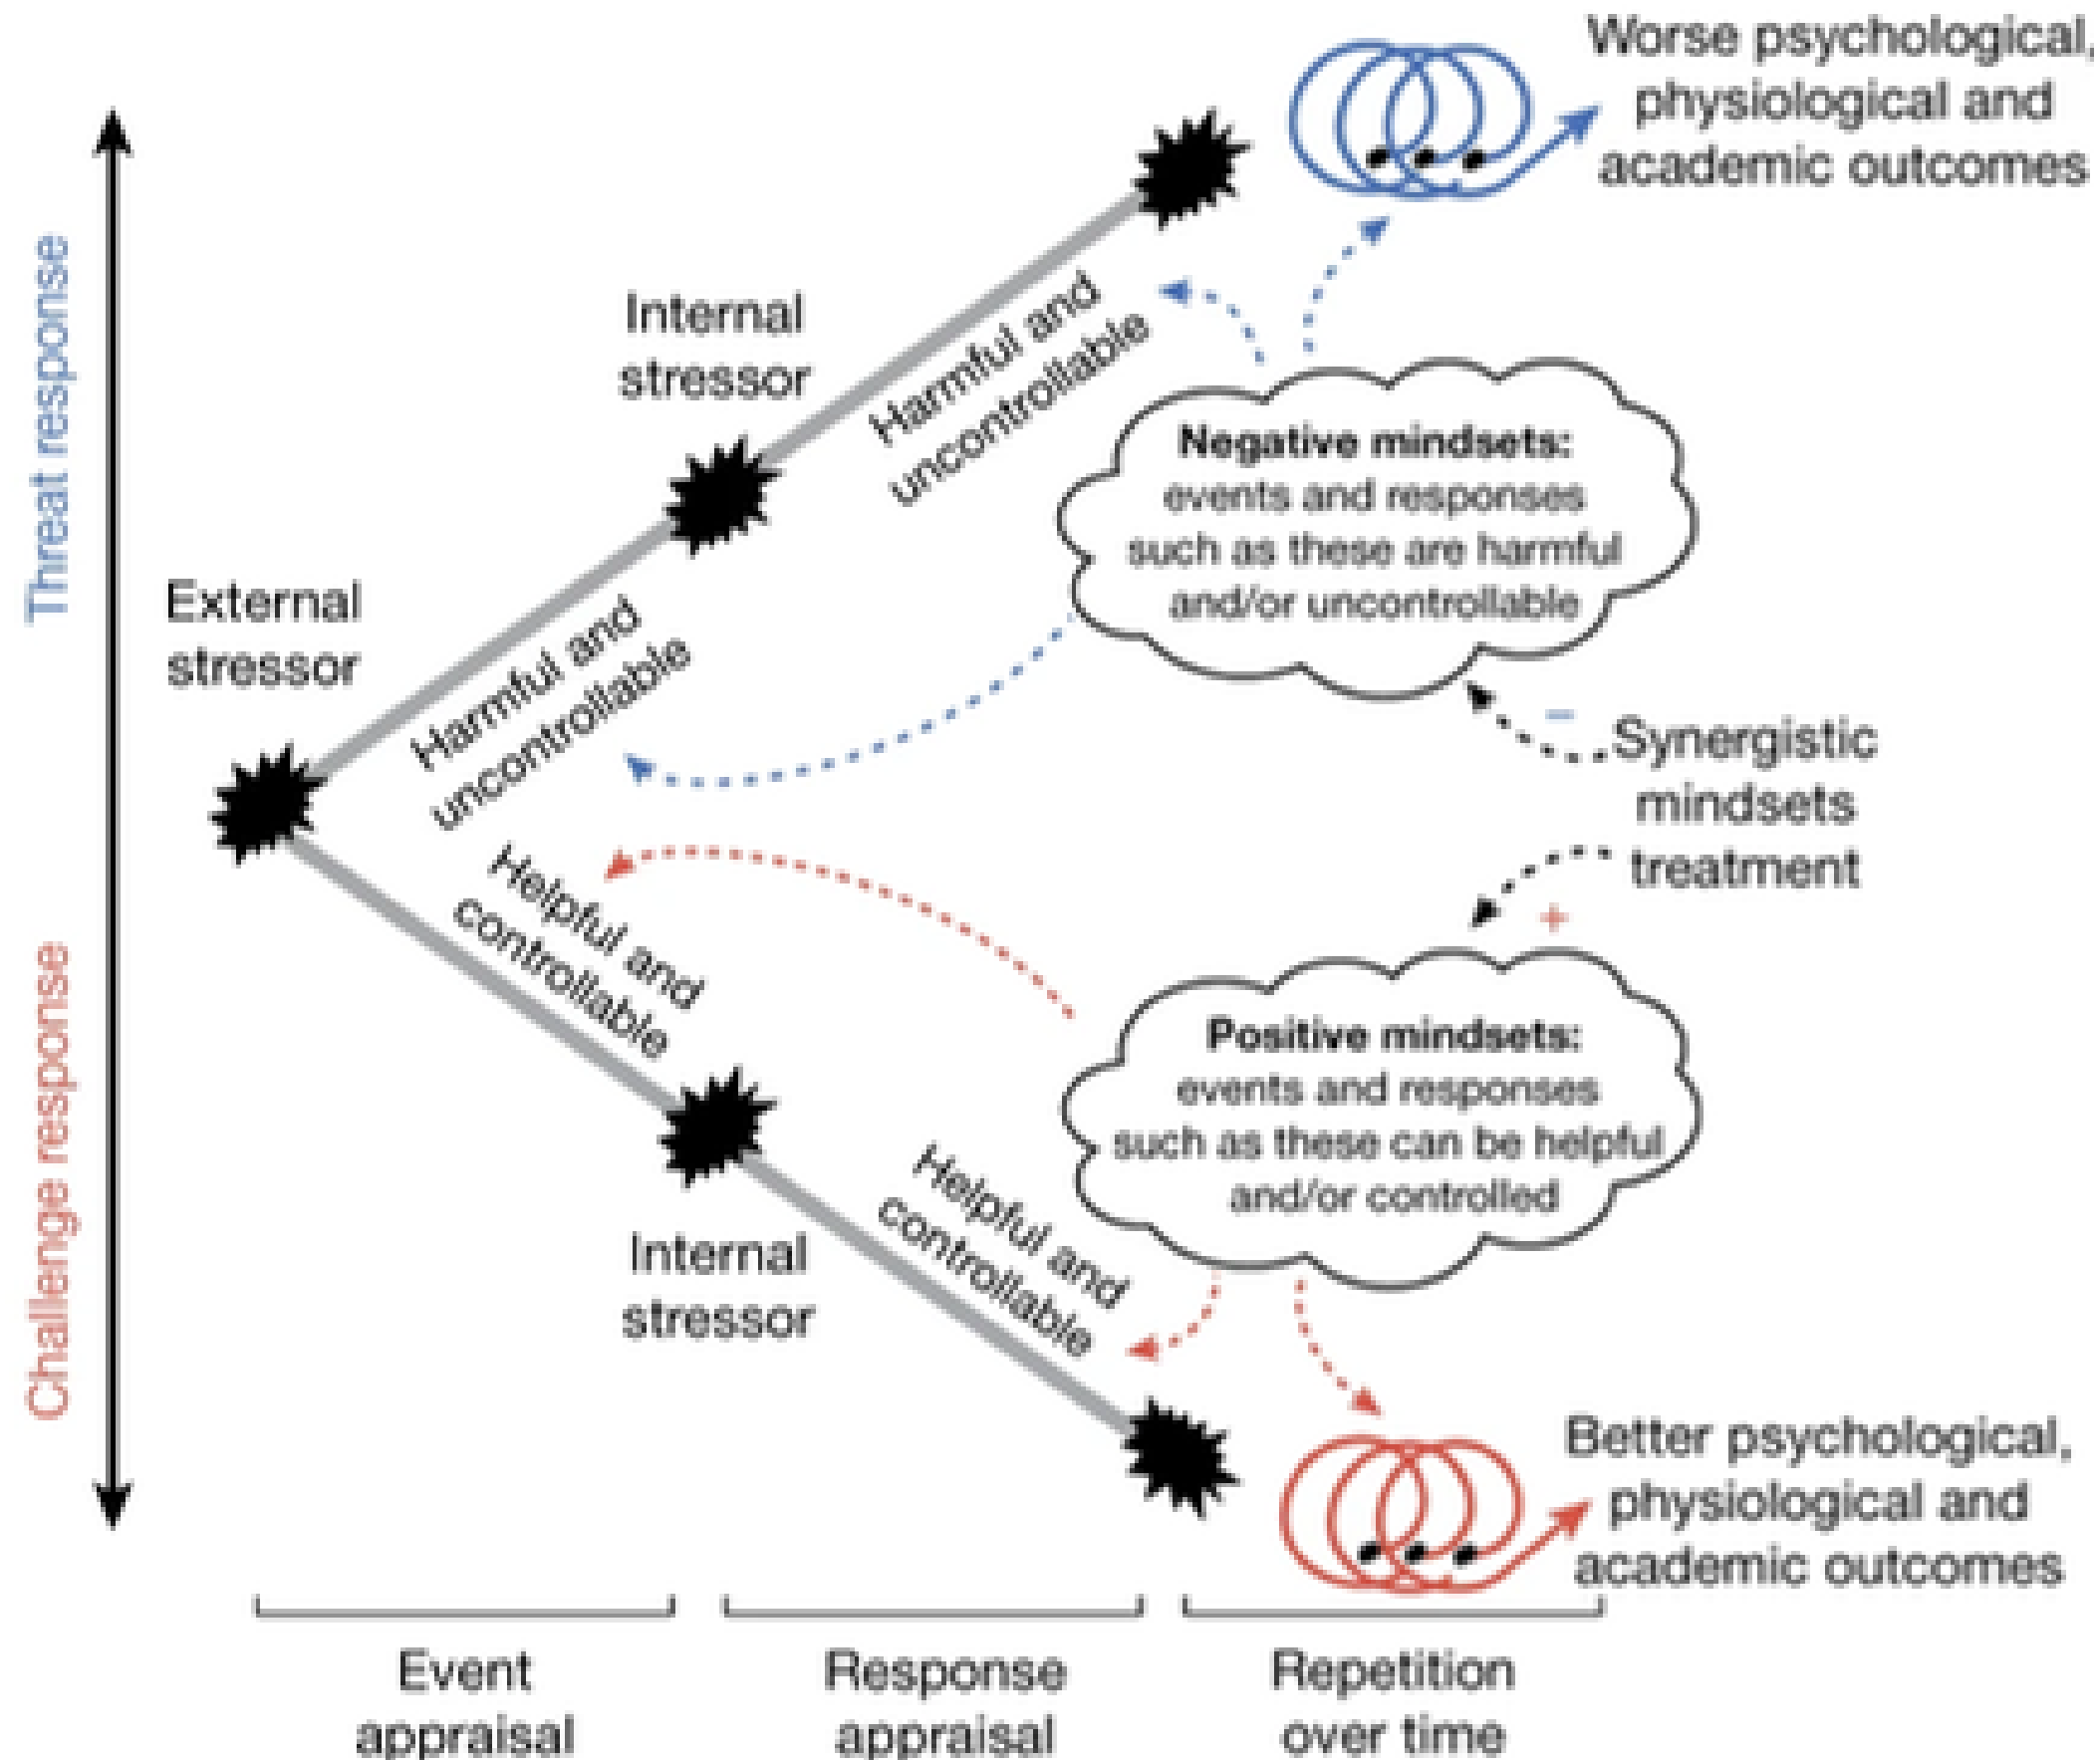 Worse psychological,
physiological and
academic outcomes
Threat response
Internal
stressor
Harmful and
uncontrollable
Negative mindsets:
events and responses
such as these are harmful
and/or uncontrollable
External
stressor
Harmful and
uncontrollable
–
Synergistic
mindsets
treatment
+
Helpful and
controllable
Challenge response
Positive mindsets:
events and responses
such as these can be helpful
and/or controlled
Internal
stressor
Helpful and
controllable
Better psychological,
physiological and
academic outcomes
Event
appraisal
Response
appraisal
Repetition
over time